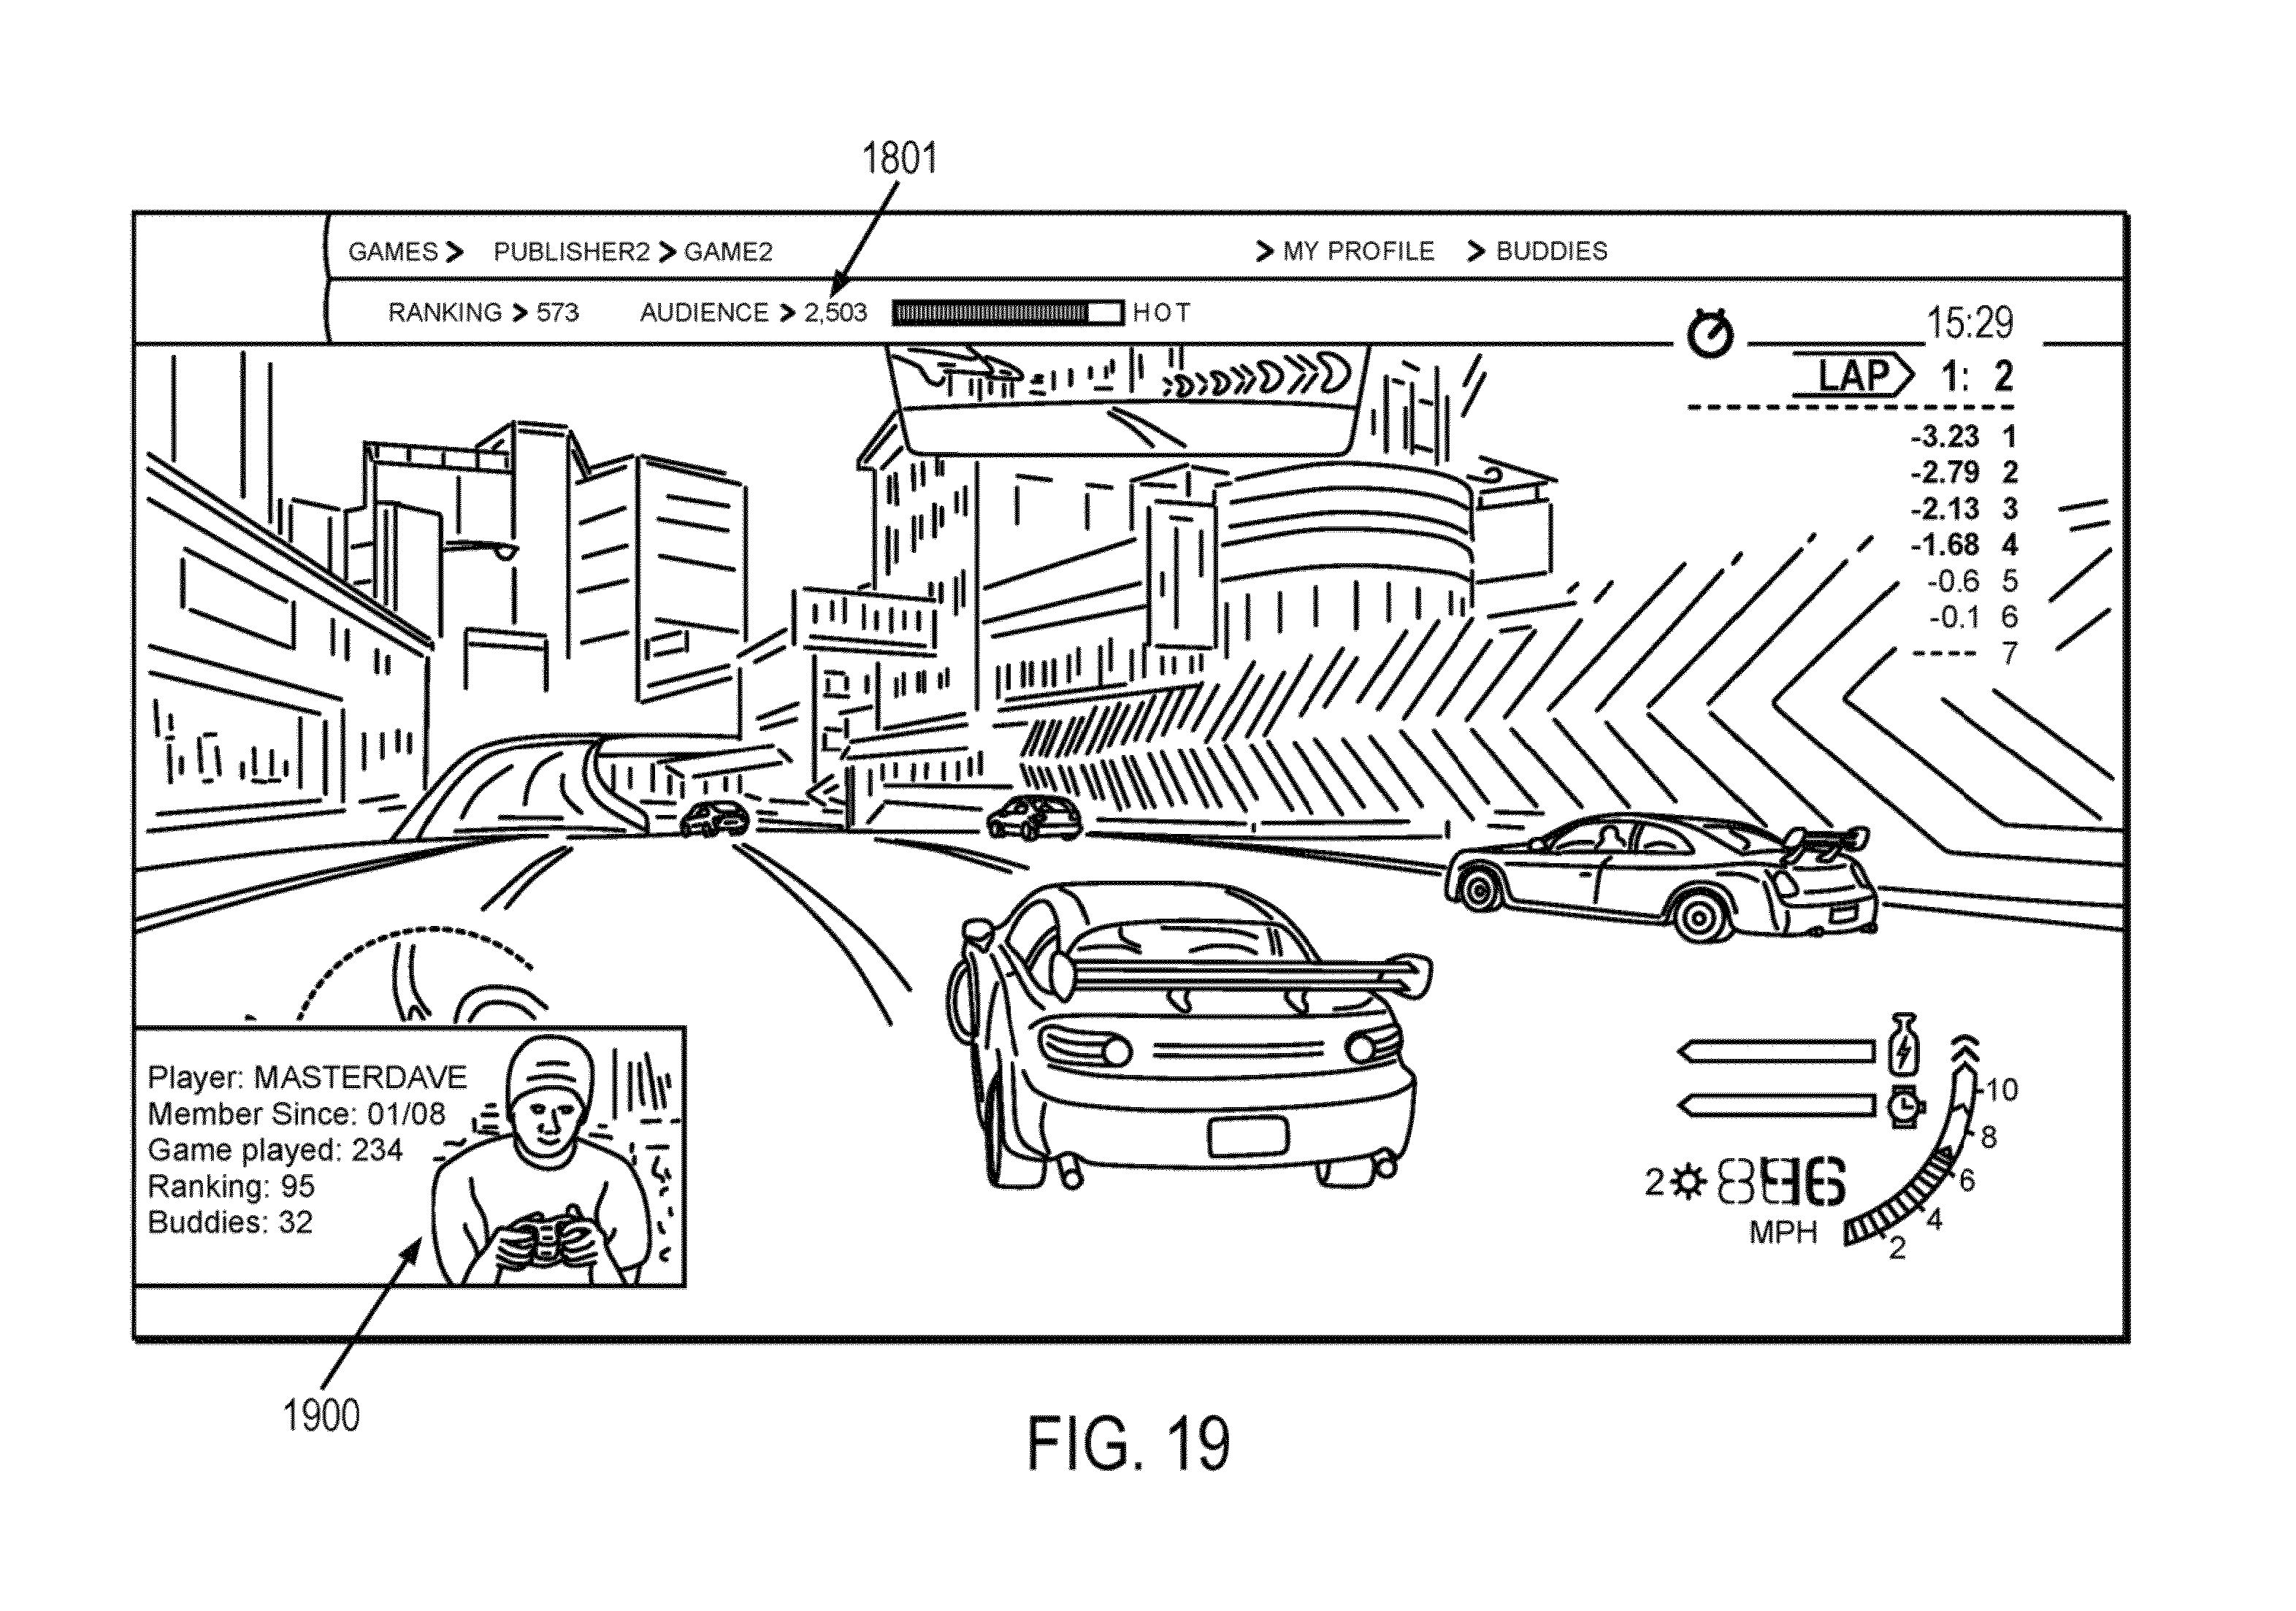 1801
GAMES > PUBLISHER2 > GAME2 > MY PROFILE > BUDDIES
RANKING > 573 AUDIENCE > 2,503 HOT
15:29
LAP 1: 2
-3.23 1
-2.79 2
-2.13 3
-1.68 4
-0.6 5
-0.1 6
----- 7
Player: MASTERDAVE
Member Since: 01/08
Game played: 234
Ranking: 95
Buddies: 32
10
8
6
4
2
2 46
MPH
1900
FIG. 19